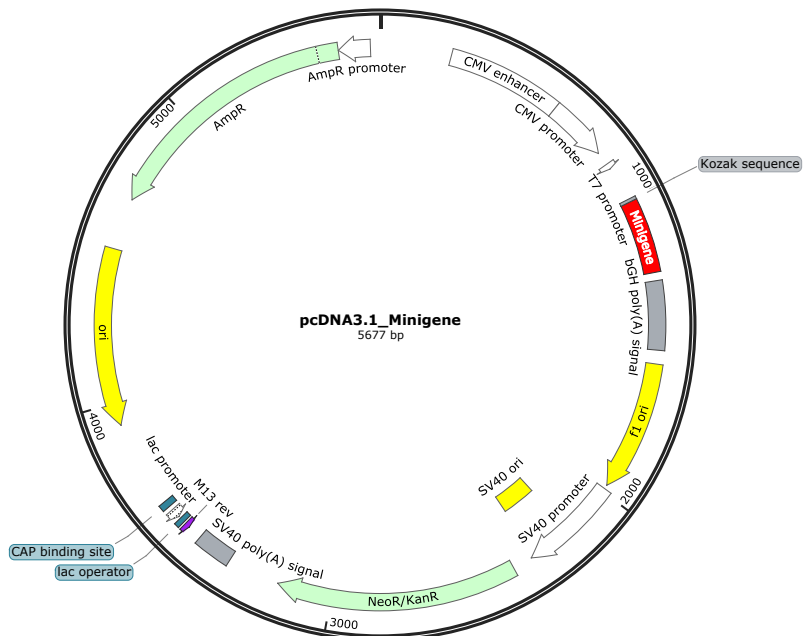 AmpR promoter
CMV enhancer
CMV promoter
T7 promoter
1000
Kozak sequence
Minigene
bGH poly(A) signal
f1 ori
2000
SV40 promoter
SV40 ori
NeoR/KanR
3000
SV40 poly(A) signal
M13 rev
lac promoter
CAP binding site
lac operator
4000
ori
AmpR
5000
pcDNA3.1_Minigene
5677 bp